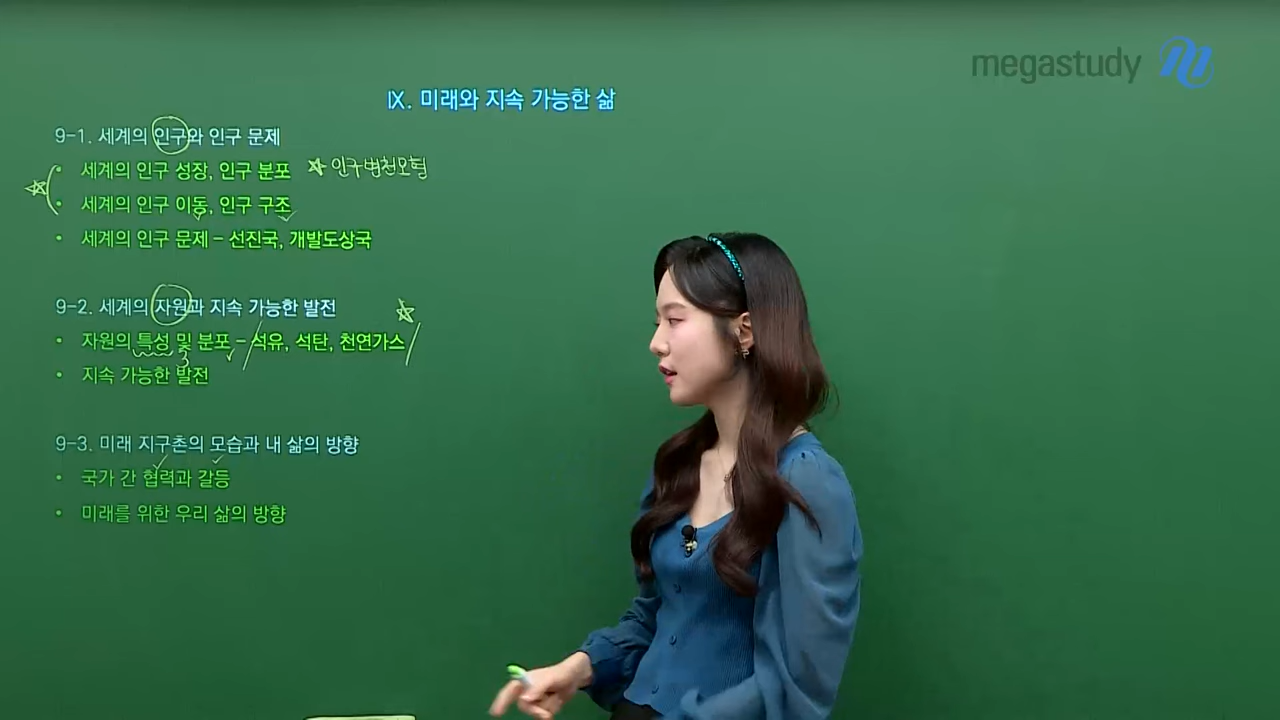 megastudy
Ⅸ. 미래와 지속 가능한 삶
9-1. 세계의 인구와 인구 문제
• 세계의 인구 성장, 인구 분포 ☆ 인구변천모형
☆ • 세계의 인구 이동, 인구 구조
• 세계의 인구 문제 - 선진국, 개발도상국
9-2. 세계의 자원과 지속 가능한 발전 ☆
• 자원의 특성 및 분포 - 석유, 석탄, 천연가스
• 지속 가능한 발전
9-3. 미래 지구촌의 모습과 내 삶의 방향
• 국가 간 협력과 갈등
• 미래를 위한 우리 삶의 방향